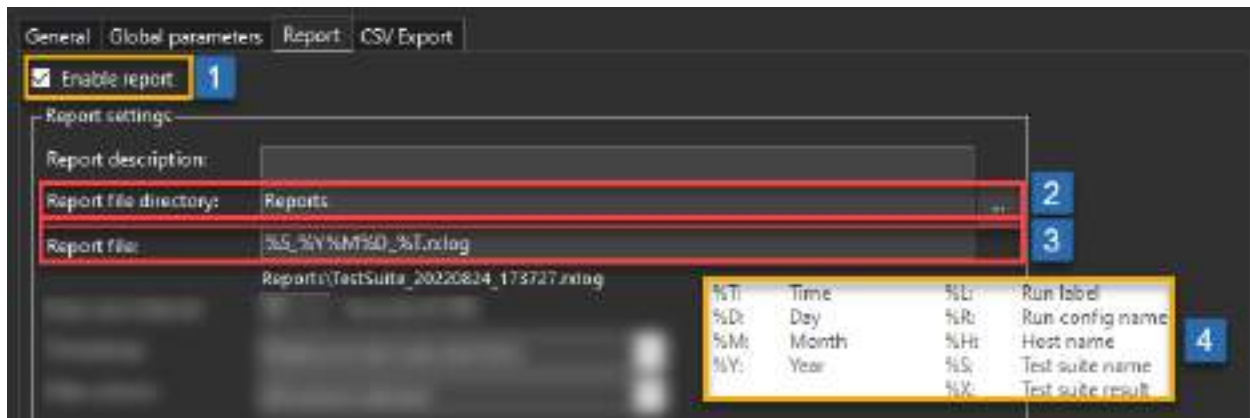 General Global parameters Report CSV Export
Enable report 1
Report settings
Report description:
Report file directory: Reports ... 2
Report file: %S_%Y%M%D_%T.rxlog 3
Reports\TestSuite_20220824_173727.rxlog
%T: Time %L: Run label
%D: Day %R: Run config name
%M: Month %H: Host name
%Y: Year %S: Test suite name
%X: Test suite result
4